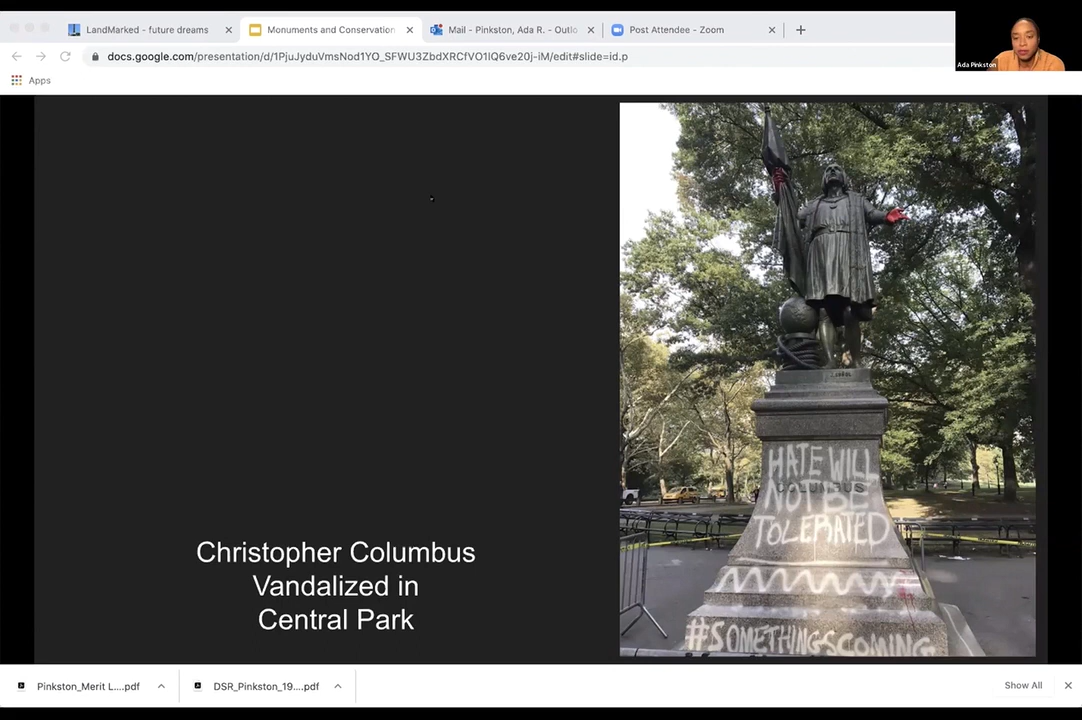 LandMarked - future dreams
Monuments and Conservation
Mail - Pinkston, Ada R. - Outlo
Post Attendee - Zoom
docs.google.com/presentation/d/1PjuJyduVmsNod1YO_SFWU3ZbdXRCfVO1lQ6ve20j-iM/edit#slide=id.p
Apps
Ada Pinkston
HATE WILL
COLUMBUS
NOT BE
TOLERATED
#SOMETHINGSCOMING
Christopher Columbus
Vandalized in
Central Park
Pinkston_Merit L....pdf
DSR_Pinkston_19....pdf
Show All